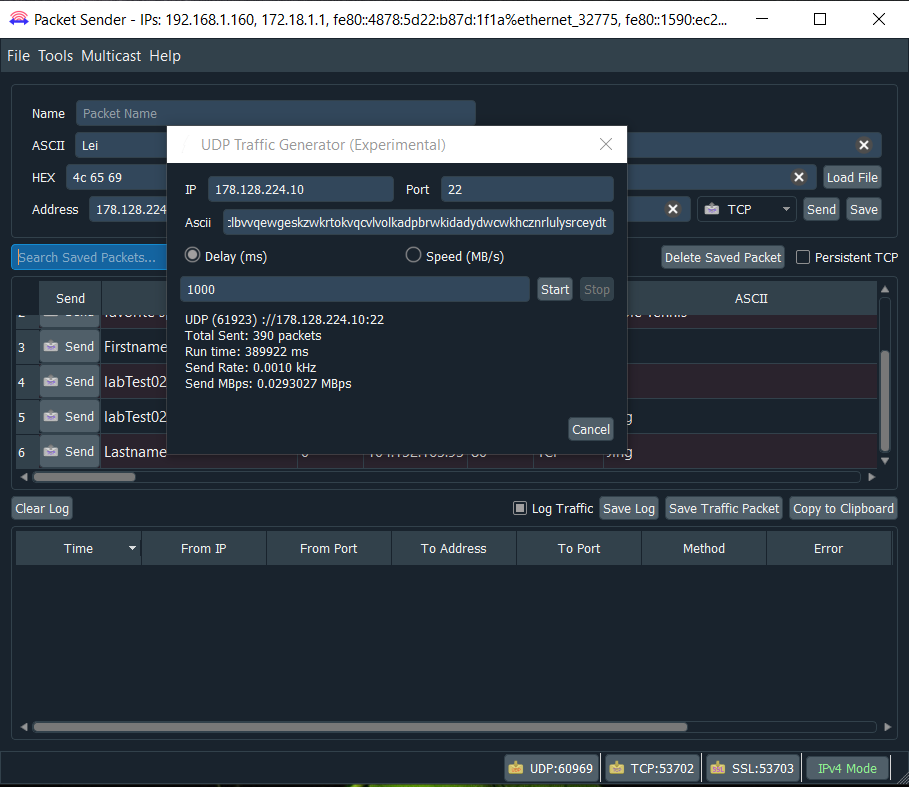 Packet Sender - IPs: 192.168.1.160, 172.18.1.1, fe80::4878:5d22:b87d:1f1a%ethernet_32775, fe80::1590:ec2...
File Tools Multicast Help
Name Packet Name
ASCII Lei
HEX 4c 65 69 Load File
Address 178.128.224 TCP Send Save
UDP Traffic Generator (Experimental)
IP 178.128.224.10 Port 22
Ascii :lbvvqewgeskzwkrtokvqcvlvolkadpbrwkidadydwcwkhcznrlulysrceydt
Delay (ms) Speed (MB/s)
1000 Start Stop
UDP (61923) ://178.128.224.10:22
Total Sent: 390 packets
Run time: 389922 ms
Send Rate: 0.0010 kHz
Send MBps: 0.0293027 MBps
Cancel
Search Saved Packets... Delete Saved Packet Persistent TCP
Send ASCII
3 Send Firstname
4 Send labTest02
5 Send labTest02
6 Send Lastname
Clear Log Log Traffic Save Log Save Traffic Packet Copy to Clipboard
Time From IP From Port To Address To Port Method Error
UDP:60969 TCP:53702 SSL:53703 IPv4 Mode